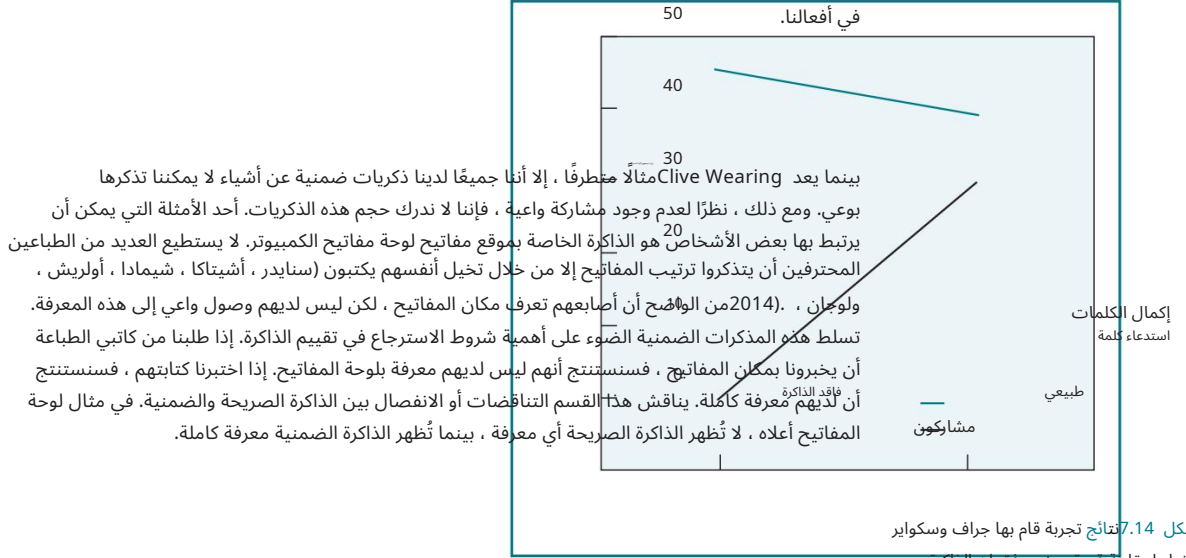 في أفعالنا.
50
40
30
20
10
0
بينما يعد Clive Wearing مثالًا متطرفًا ، إلا أننا جميعًا لدينا ذكريات ضمنية عن أشياء لا يمكننا تذكرها
بوعي. ومع ذلك ، نظرًا لعدم وجود مشاركة واعية ، فإننا لا ندرك حجم هذه الذكريات. أحد الأمثلة التي يمكن أن
يرتبط بها بعض الأشخاص هو الذاكرة الخاصة بموقع مفاتيح لوحة مفاتيح الكمبيوتر. لا يستطيع العديد من الطباعين
المحترفين أن يتذكروا ترتيب المفاتيح إلا من خلال تخيل أنفسهم يكتبون (سنايدر ، أشيتاكا ، شيمادا ، أولريش ،
ولوجان ، .(2014من الواضح أن أصابعهم تعرف مكان المفاتيح ، لكن ليس لديهم وصول واعي إلى هذه المعرفة.
تسلط هذه المذكرات الضمنية الضوء على أهمية شروط الاسترجاع في تقييم الذاكرة. إذا طلبنا من كاتبي الطباعة
أن يخبرونا بمكان المفاتيح ، فسنستنتج أنهم ليس لديهم معرفة بلوحة المفاتيح. إذا اختبرنا كتابتهم ، فسنستنتج
أن لديهم معرفة كاملة. يناقش هذا القسم التناقضات أو الانفصال بين الذاكرة الصريحة والضمنية. في مثال لوحة
المفاتيح أعلاه ، لا تُظهر الذاكرة الصريحة أي معرفة ، بينما تُظهر الذاكرة الضمنية معرفة كاملة.
إكمال الكلمات
استدعاء كلمة
طبيعي
فاقد الذاكرة
مشاركون
كل 7.14نتائج تجربة قام بها جراف وسكواير